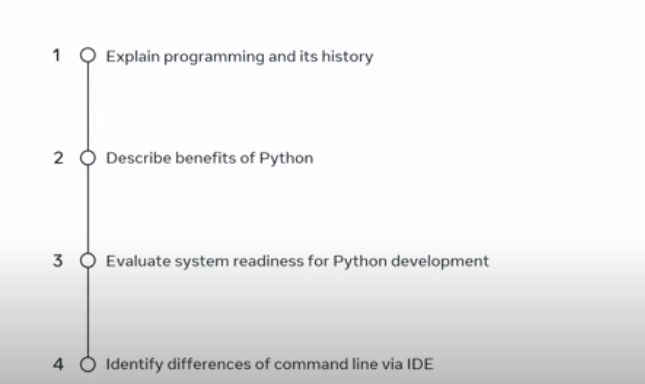 1 Explain programming and its history
2 Describe benefits of Python
3 Evaluate system readiness for Python development
4 Identify differences of command line via IDE